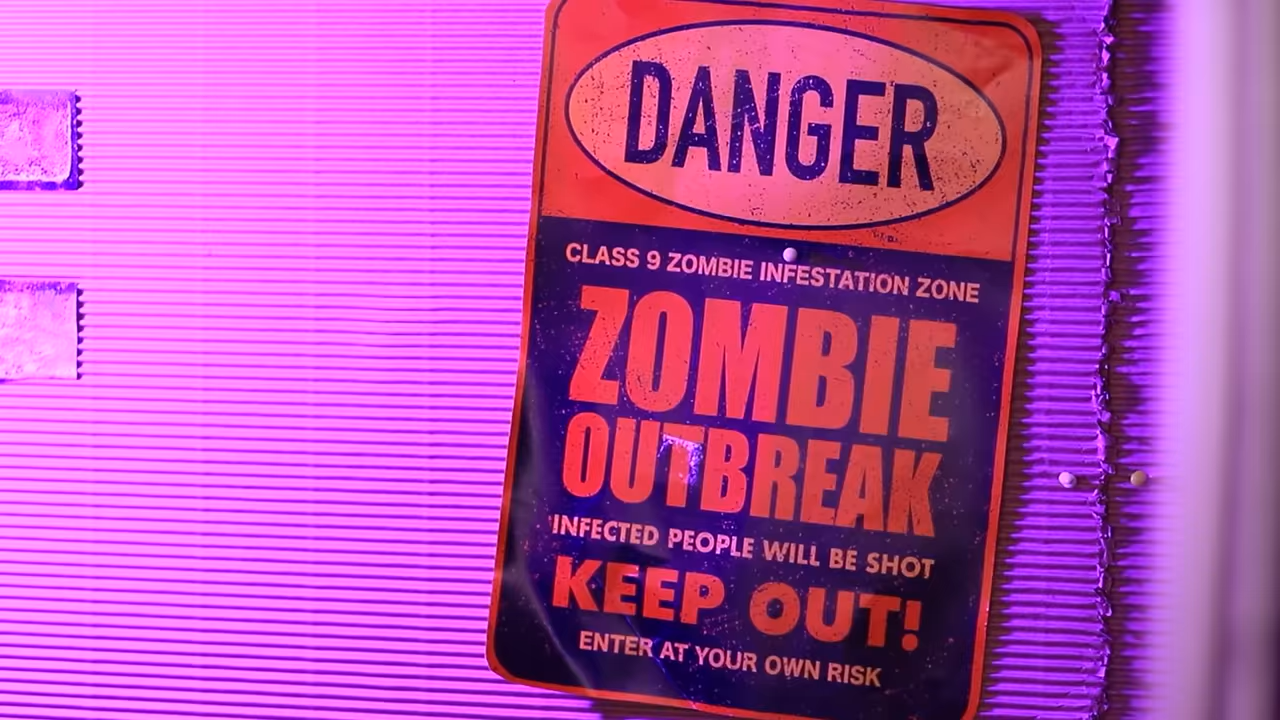 DANGER
CLASS 9 ZOMBIE INFESTATION ZONE
ZOMBIE
OUTBREAK
INFECTED PEOPLE WILL BE SHOT
KEEP OUT!
ENTER AT YOUR OWN RISK